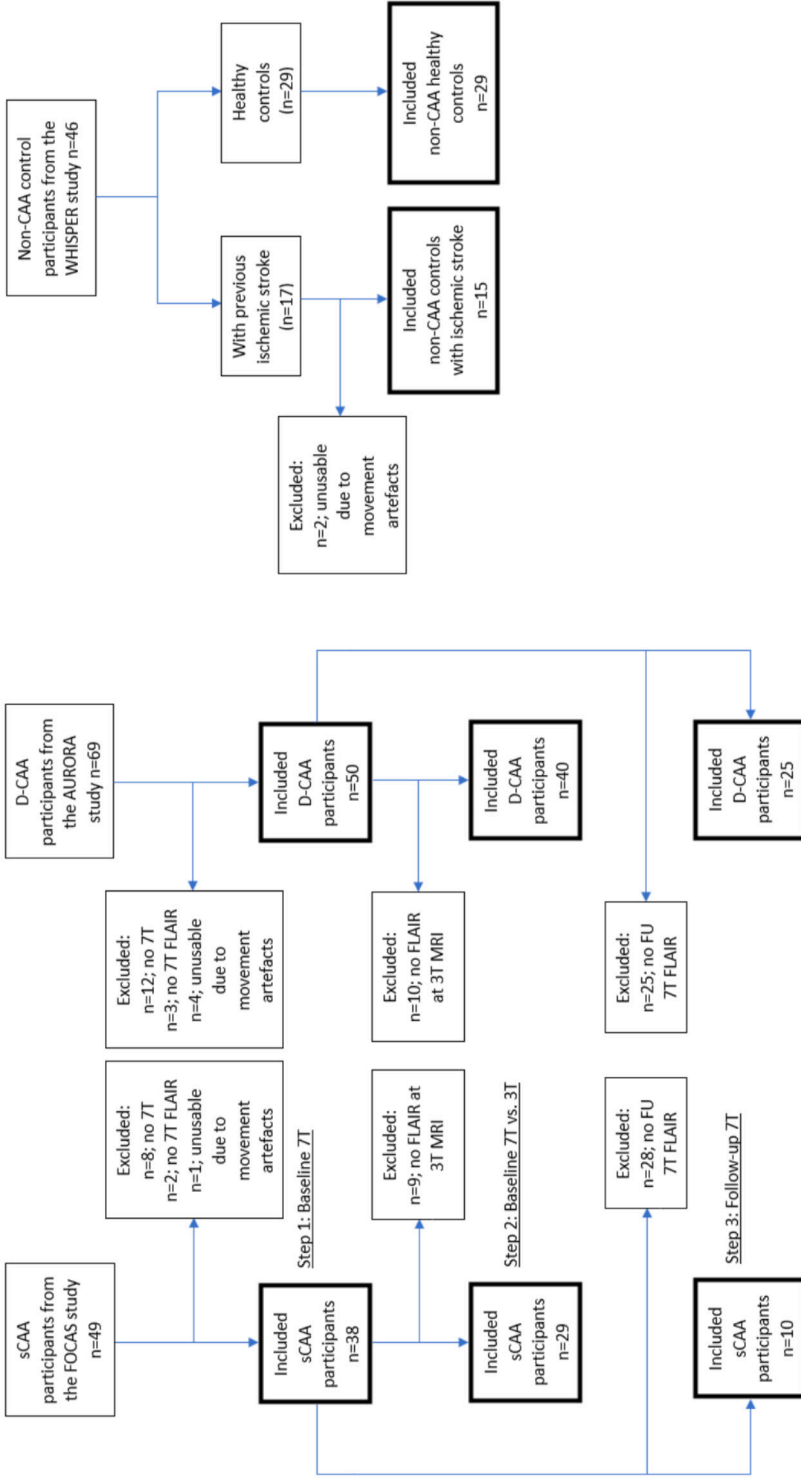 sCAA
participants from
the FOCAS study
n=49
Excluded:
n=8; no 7T
n=2; no 7T FLAIR
n=1; unusable
due to
movement
artefacts
Excluded:
n=12; no 7T
n=3; no 7T FLAIR
n=4; unusable
due to
movement
artefacts
D-CAA
participants from
the AURORA
study n=69
Included
sCAA
participants
n=38
Step 1: Baseline 7T
Included
D-CAA
participants
n=50
Excluded:
n=9; no FLAIR at
3T MRI
Excluded:
n=10; no FLAIR
at 3T MRI
Included
sCAA
participants
n=29
Step 2: Baseline 7T vs. 3T
Included
D-CAA
participants
n=40
Excluded:
n=28; no FU
7T FLAIR
Excluded:
n=25; no FU
7T FLAIR
Included
sCAA
participants
n=10
Step 3: Follow-up 7T
Included
D-CAA
participants
n=25
Non-CAA control
participants from the
WHISPER study n=46
With previous
ischemic stroke
(n=17)
Healthy
controls
(n=29)
Excluded:
n=2; unusable
due to
movement
artefacts
Included
non-CAA controls
with ischemic stroke
n=15
Included
non-CAA healthy
controls
n=29